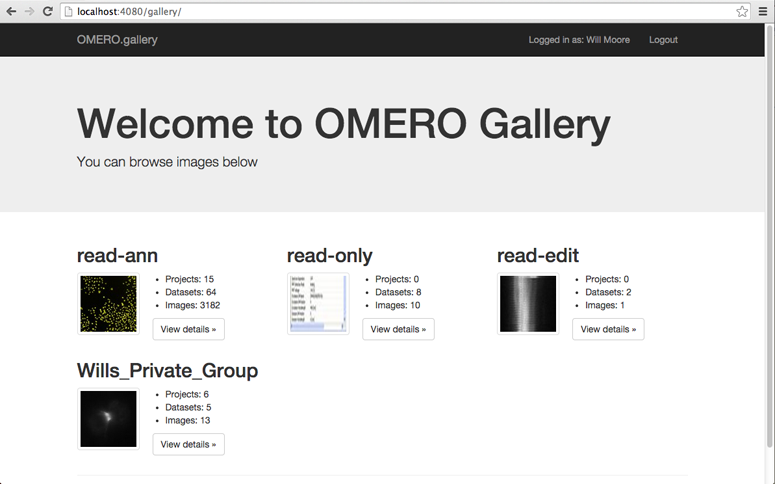 localhost:4080/gallery/
OMERO.gallery
Logged in as: Will Moore
Logout
Welcome to OMERO Gallery
You can browse images below
read-ann
• Projects: 15
• Datasets: 64
• Images: 3182
View details »
read-only
• Projects: 0
• Datasets: 8
• Images: 10
View details »
read-edit
• Projects: 0
• Datasets: 2
• Images: 1
View details »
Wills_Private_Group
• Projects: 6
• Datasets: 5
• Images: 13
View details »